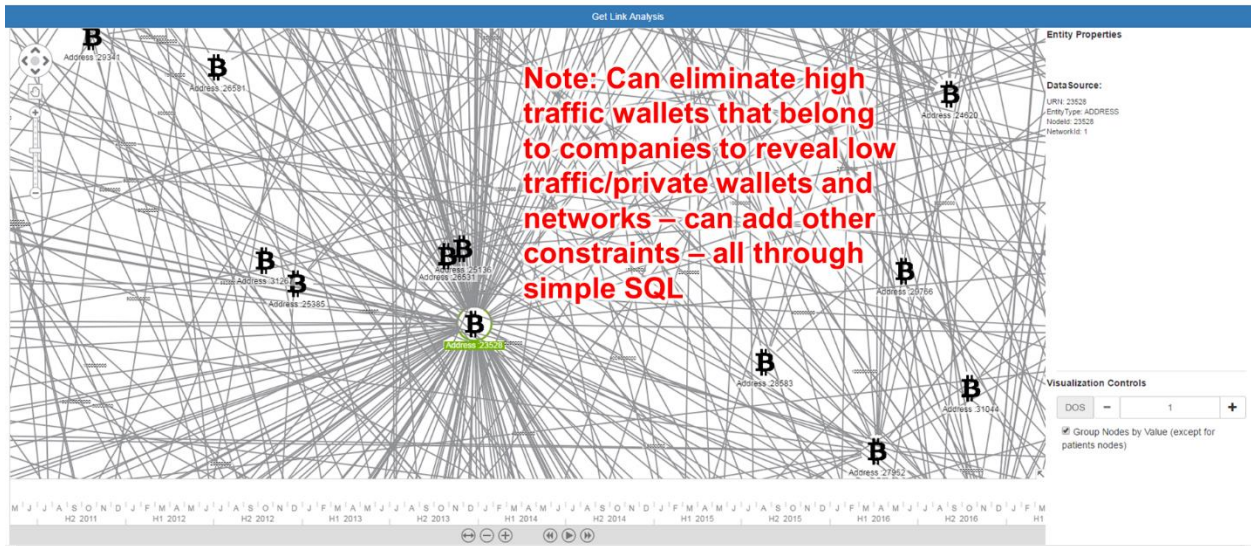 Get Link Analysis
Address :29341
Address :26581
Address :24620
Note: Can eliminate high
traffic wallets that belong
to companies to reveal low
traffic/private wallets and
networks – can add other
constraints – all through
simple SQL
Entity Properties
DataSource:
URN: 23528
EntityType: ADDRESS
NodeId: 23528
NetworkId: 1
Address :25136
Address :26531
Address :25385
Address :29766
Address :23528
Address :28583
Address :31044
Address :27952
Visualization Controls
DOS − 1 +
Group Nodes by Value (except for
patients nodes)
M J J A S O N D J F M A M J J A S O N D J F M A M J J A S O N D J F M A M J J A S O N D J F M A M J J A S O N D J F M A M J J A S O N D J F M
H2 2011 H1 2012 H2 2012 H1 2013 H2 2013 H1 2014 H2 2014 H1 2015 H2 2015 H1 2016 H2 2016 H1